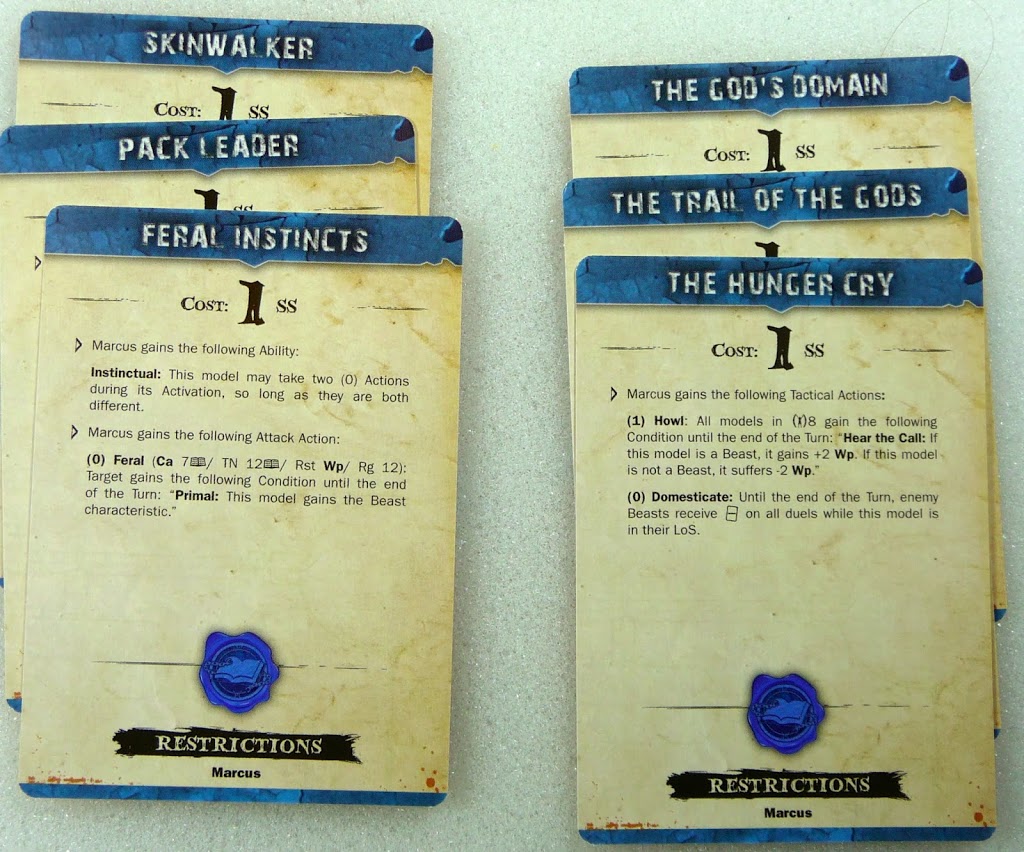 SKINWALKER
COST: 1 SS
PACK LEADER
1 SS
FERAL INSTINCTS
COST: 1 SS
Marcus gains the following Ability:
Instinctual: This model may take two (0) Actions
during its Activation, so long as they are both
different.
Marcus gains the following Attack Action:
(0) Feral (Ca 7/ TN 12/ Rst Wp/ Rg 12):
Target gains the following Condition until the end
of the Turn: “Primal: This model gains the Beast
characteristic.”
RESTRICTIONS
Marcus
THE GOD'S DOMAIN
COST: 1 SS
THE TRAIL OF THE GODS
1
THE HUNGER CRY
COST: 1 SS
Marcus gains the following Tactical Actions:
(1) Howl: All models in 8 gain the following
Condition until the end of the Turn: “Hear the Call: If
this model is a Beast, it gains +2 Wp. If this model
is not a Beast, it suffers -2 Wp.”
(0) Domesticate: Until the end of the Turn, enemy
Beasts receive on all duels while this model is
in their LoS.
RESTRICTIONS
Marcus